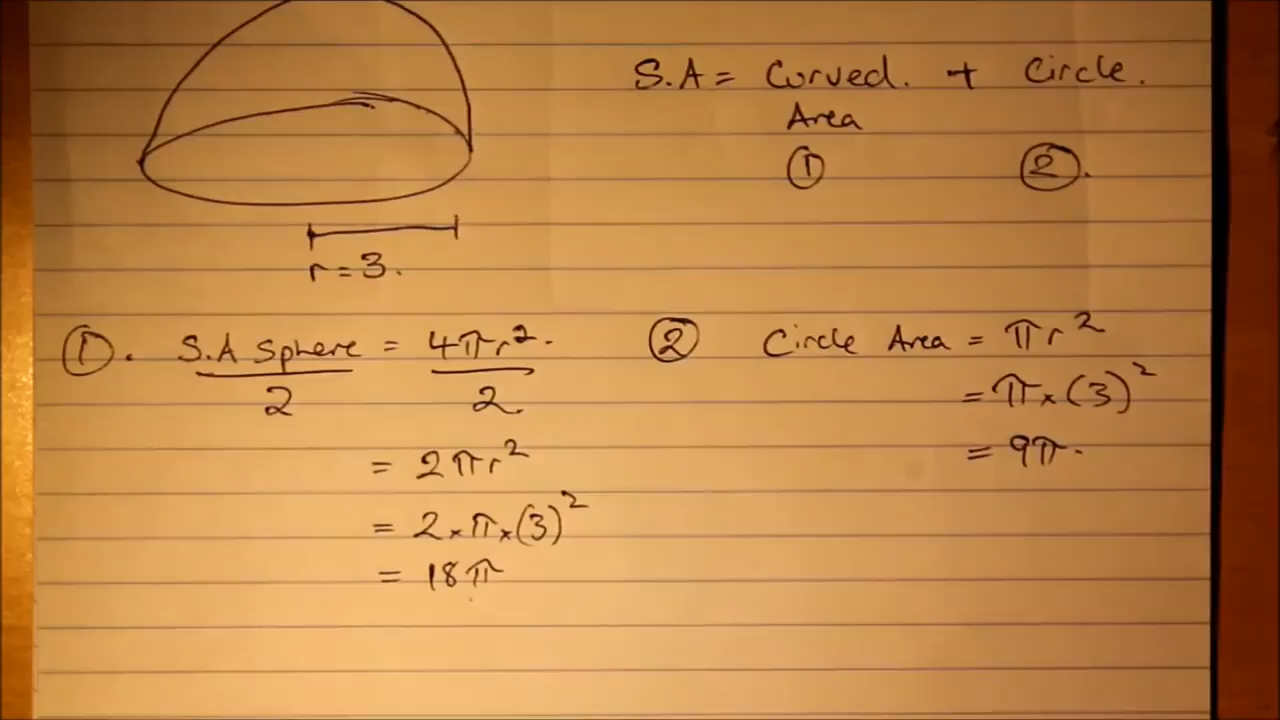 S.A = Curved. + Circle.
Area
① ②.
r = 3.
①. S.A Sphere / 2 = 4πr². / 2.
= 2πr²
= 2 × π × (3)²
= 18π
② Circle Area = πr²
= π × (3)²
= 9π.